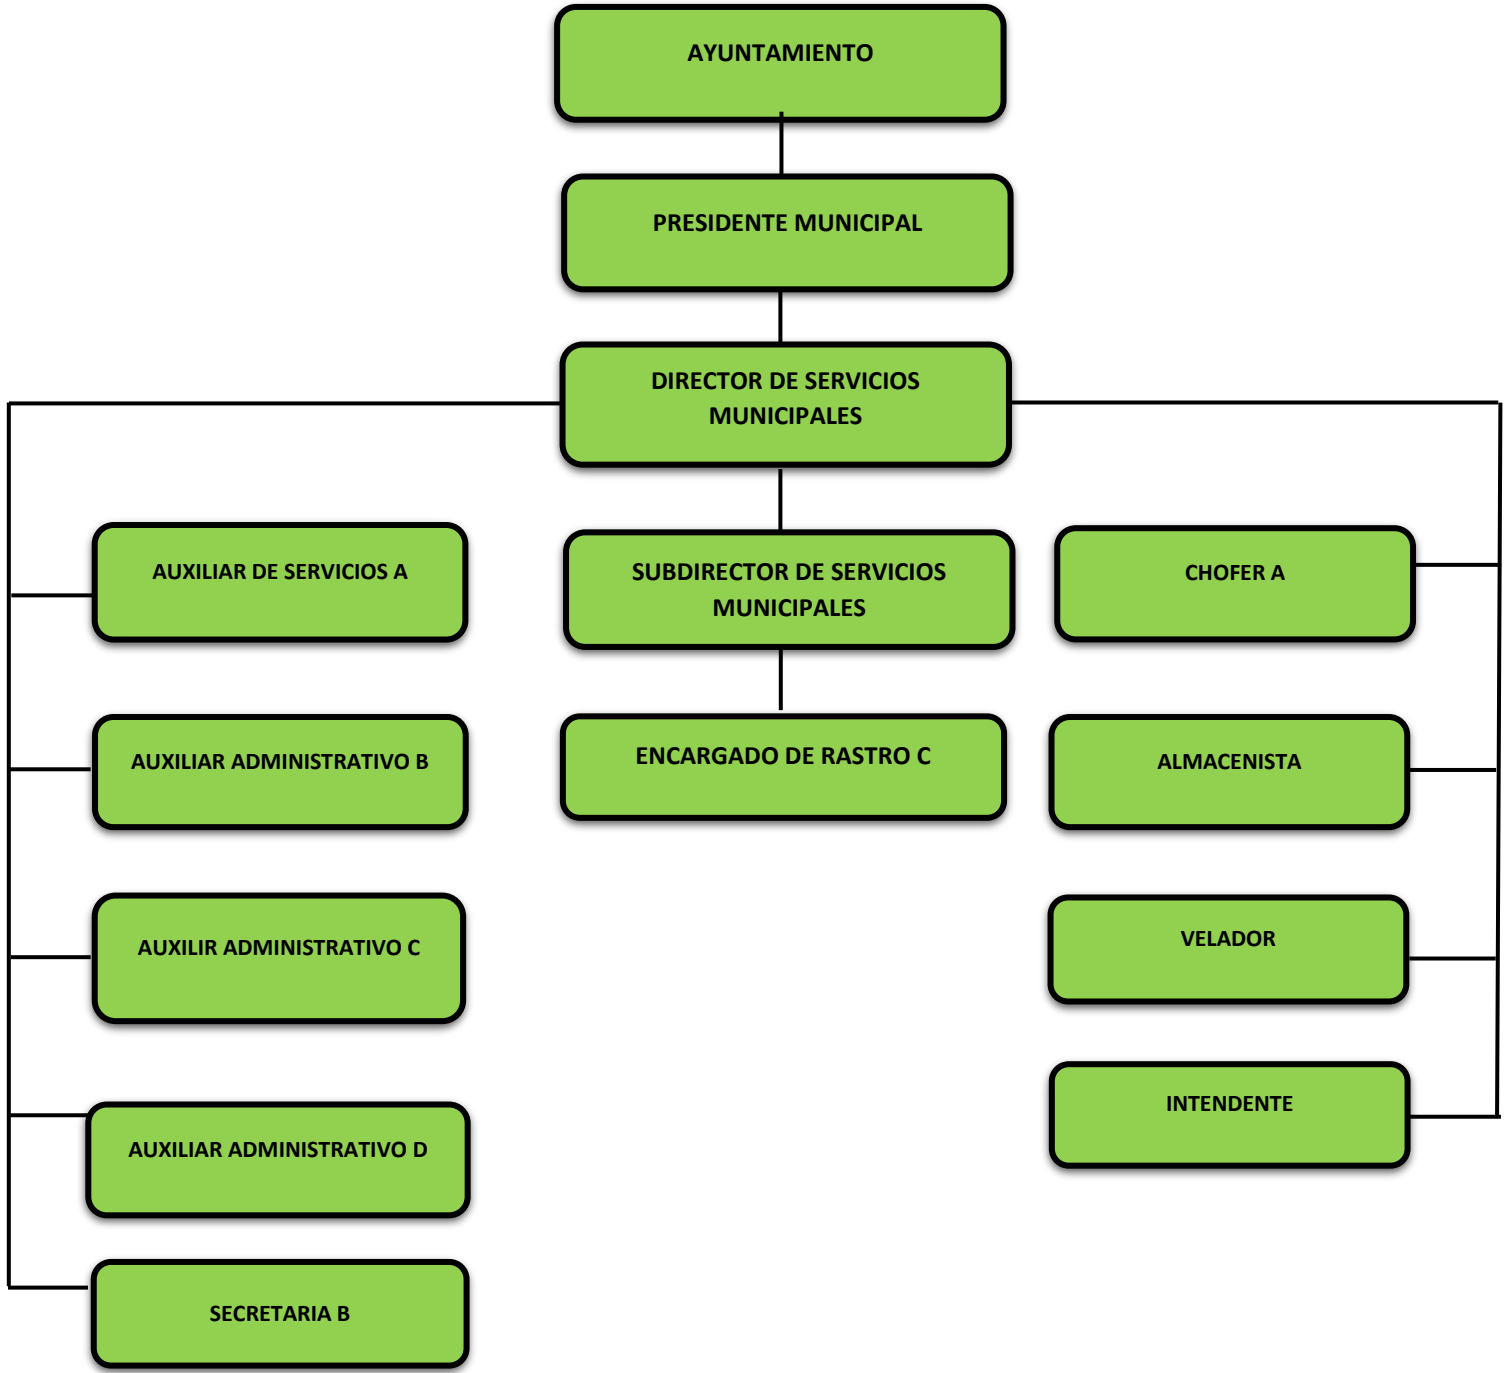 AYUNTAMIENTO
PRESIDENTE MUNICIPAL
DIRECTOR DE SERVICIOS
MUNICIPALES
AUXILIAR DE SERVICIOS A
SUBDIRECTOR DE SERVICIOS
MUNICIPALES
CHOFER A
AUXILIAR ADMINISTRATIVO B
ENCARGADO DE RASTRO C
ALMACENISTA
AUXILIR ADMINISTRATIVO C
VELADOR
AUXILIAR ADMINISTRATIVO D
INTENDENTE
SECRETARIA B